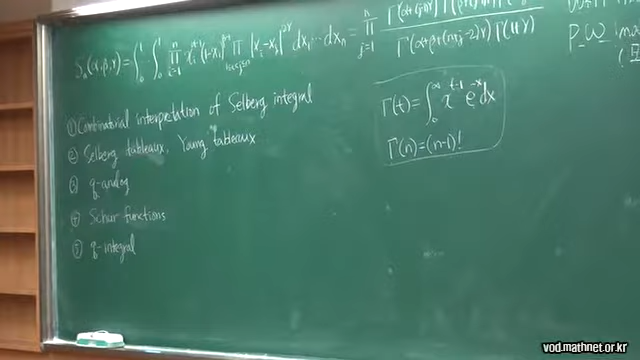 S_n(α,β,γ) = ∫_0^1 ⋯ ∫_0^1 ∏_{i=1}^n x_i^{α-1} (1-x_i)^{β-1} ∏_{1≤i<j≤n} |x_i-x_j|^{2γ} dx_1 ⋯ dx_n = ∏_{j=1}^n
Γ(α+β+(n+j-2)γ) Γ(1+γ)
① Combinatorial interpretation of Selberg integral
② Selberg tableaux, Young tableaux
③ q-analog
④ Schur functions
⑤ q-integral
Γ(t) = ∫_0^∞ x^{t-1} e^{-x} dx
Γ(n) = (n-1)!
P-W
vod.mathnet.or.kr